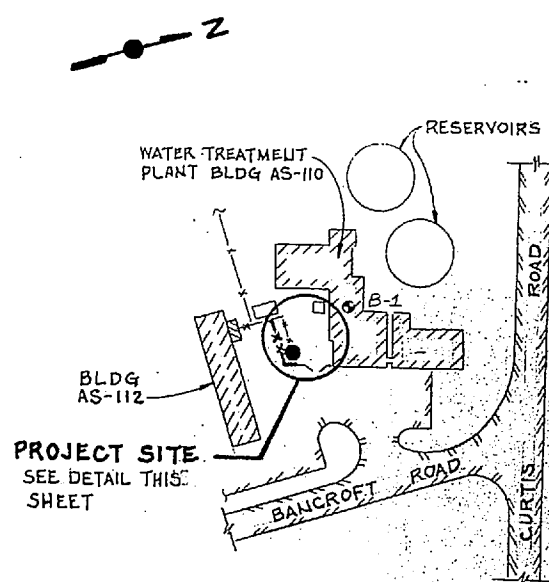 N
RESERVOIRS
WATER TREATMENT
PLANT BLDG AS-110
B-1
ROAD
BLDG
AS-112
PROJECT SITE
SEE DETAIL THIS
SHEET
BANCROFT ROAD
CURTIS